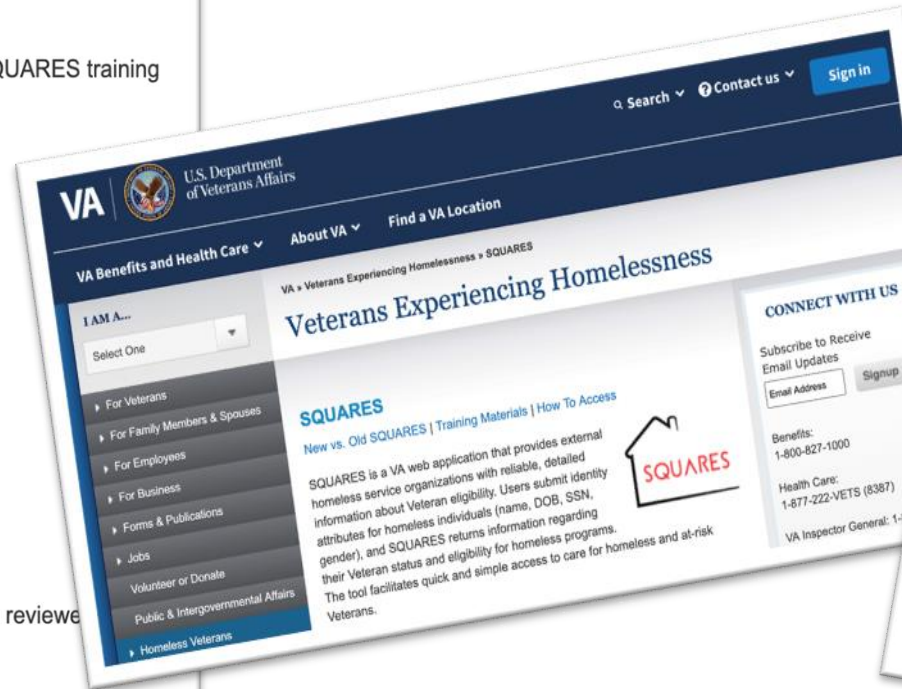 QUARES training
Search
Contact us
Sign in
VA
U.S. Department
of Veterans Affairs
VA Benefits and Health Care
About VA
Find a VA Location
I AM A...
Select One
For Veterans
For Family Members & Spouses
For Employees
For Business
Forms & Publications
Jobs
Volunteer or Donate
Public & Intergovernmental Affairs
Homeless Veterans
VA » Veterans Experiencing Homelessness » SQUARES
Veterans Experiencing Homelessness
SQUARES
New vs. Old SQUARES | Training Materials | How To Access
SQUARES is a VA web application that provides external
homeless service organizations with reliable, detailed
information about Veteran eligibility. Users submit identity
attributes for homeless individuals (name, DOB, SSN,
gender), and SQUARES returns information regarding
their Veteran status and eligibility for homeless programs.
The tool facilitates quick and simple access to care for homeless and at-risk
Veterans.
SQUARES
CONNECT WITH US
Subscribe to Receive
Email Updates
Email Address
Signup
Benefits:
1-800-827-1000
Health Care:
1-877-222-VETS (8387)
VA Inspector General: 1-
reviewe